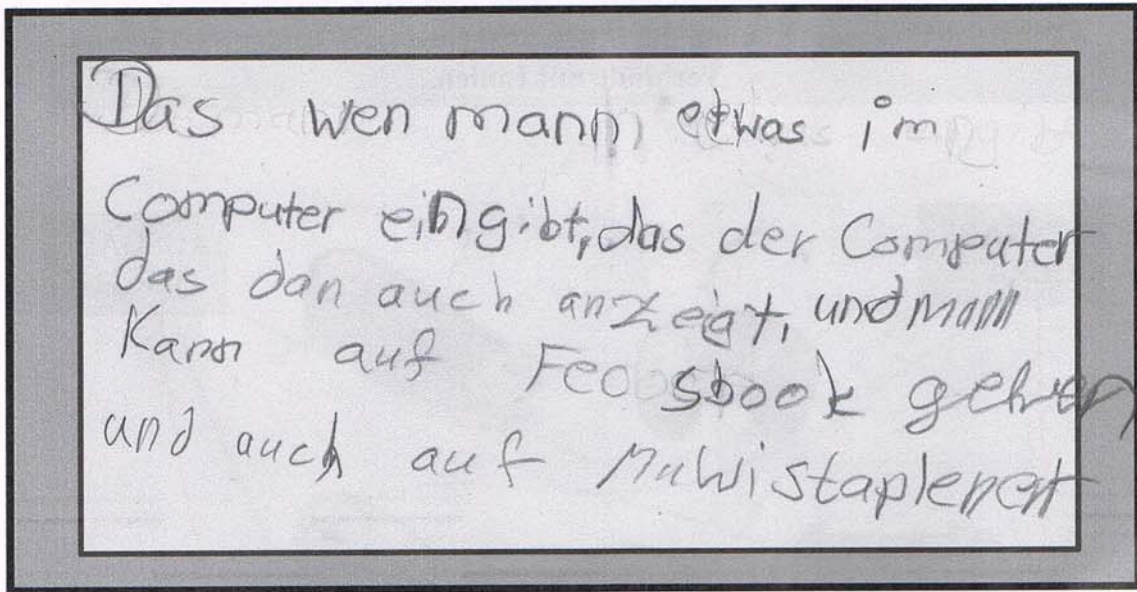 Das wen mann etwas im
Computer eingibt, das der Computer
das dan auch anzeigt, und mann
Kann auf sbook gehen
und auch auf